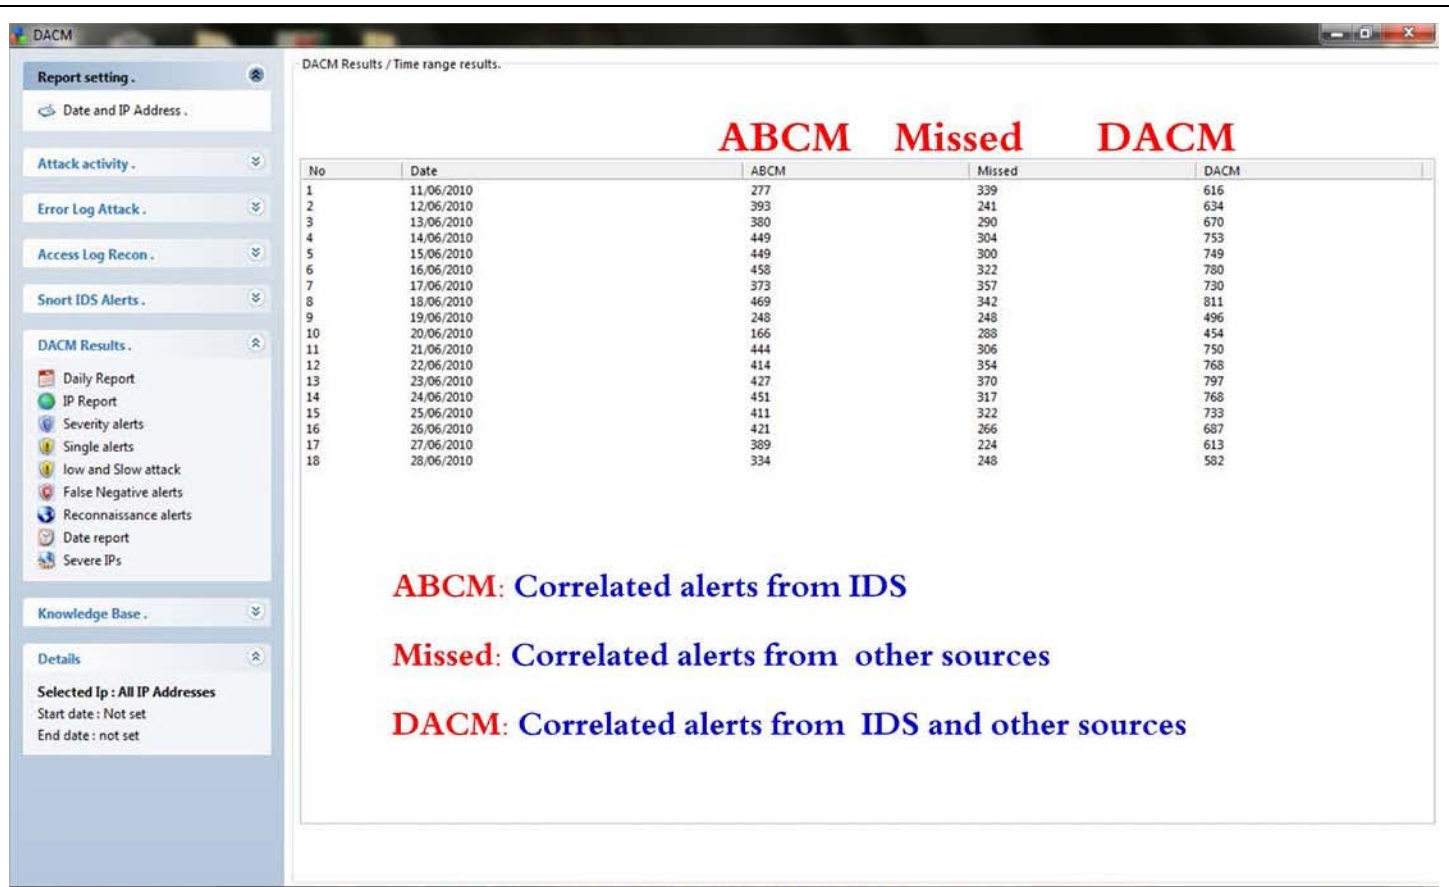 DACM
Report setting .
Date and IP Address .
Attack activity .
Error Log Attack .
Access Log Recon .
Snort IDS Alerts .
DACM Results .
Daily Report
IP Report
Severity alerts
Single alerts
low and Slow attack
False Negative alerts
Reconnaissance alerts
Date report
Severe IPs
Knowledge Base .
Details
Selected Ip : All IP Addresses
Start date : Not set
End date : not set
DACM Results / Time range results.
ABCM Missed DACM
No Date ABCM Missed DACM
1 11/06/2010 277 339 616
2 12/06/2010 393 241 634
3 13/06/2010 380 290 670
4 14/06/2010 449 304 753
5 15/06/2010 449 300 749
6 16/06/2010 458 322 780
7 17/06/2010 373 357 730
8 18/06/2010 469 342 811
9 19/06/2010 248 248 496
10 20/06/2010 166 288 454
11 21/06/2010 444 306 750
12 22/06/2010 414 354 768
13 23/06/2010 427 370 797
14 24/06/2010 451 317 768
15 25/06/2010 411 322 733
16 26/06/2010 421 266 687
17 27/06/2010 389 224 613
18 28/06/2010 334 248 582
ABCM: Correlated alerts from IDS
Missed: Correlated alerts from other sources
DACM: Correlated alerts from IDS and other sources